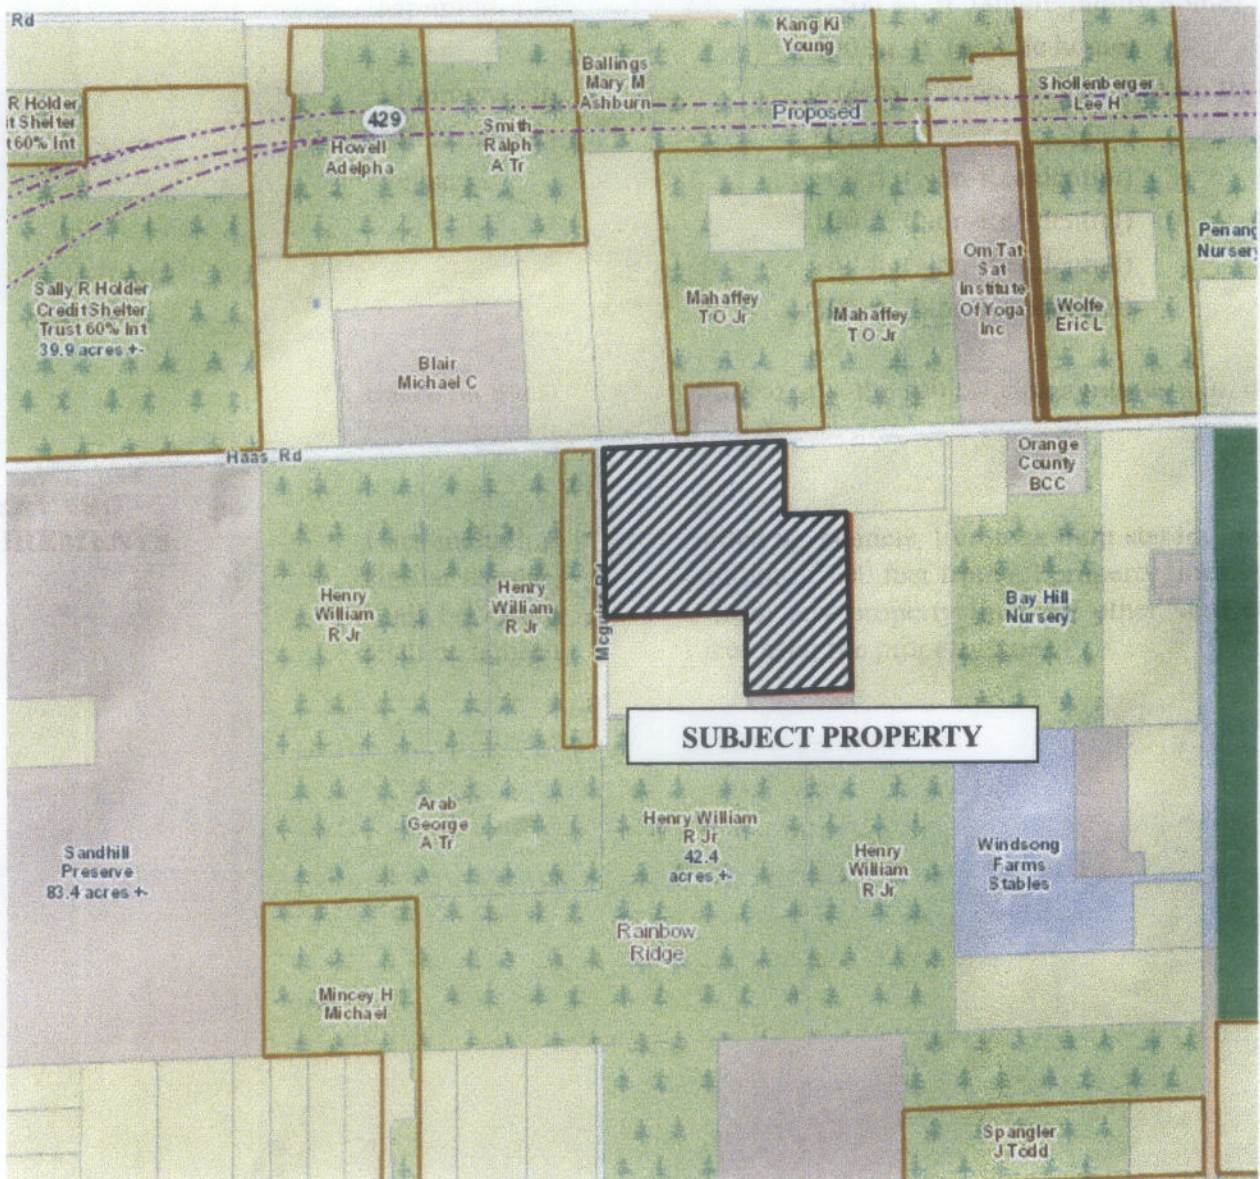 Rd
Kang Ki
Young
Ballings
Mary M
Ashburn
R Holder
it Shelter
t 60% Int
429
Howell
Adelpha
Smith
Ralph
A Tr
Proposed
Shollenberger
Lee H
Penang
Nursery
Om Tat
Sat
Institute
Of Yoga
Inc
Sally R Holder
Credit Shelter
Trust 60% Int
39.9 acres +-
Mahaffey
T O Jr
Mahaffey
T O Jr
Wolfe
Eric L
Blair
Michael C
Haas Rd
Orange
County
BCC
Henry
William
R Jr
Henry
William
R Jr
Mcguire Rd
Bay Hill
Nursery
SUBJECT PROPERTY
Arab
George
A Tr
Henry William
R Jr
42.4
acres +-
Henry
William
R Jr
Windsong
Farms
Stables
Sandhill
Preserve
83.4 acres +-
Rainbow
Ridge
Mincey H
Michael
Spangler
J Todd